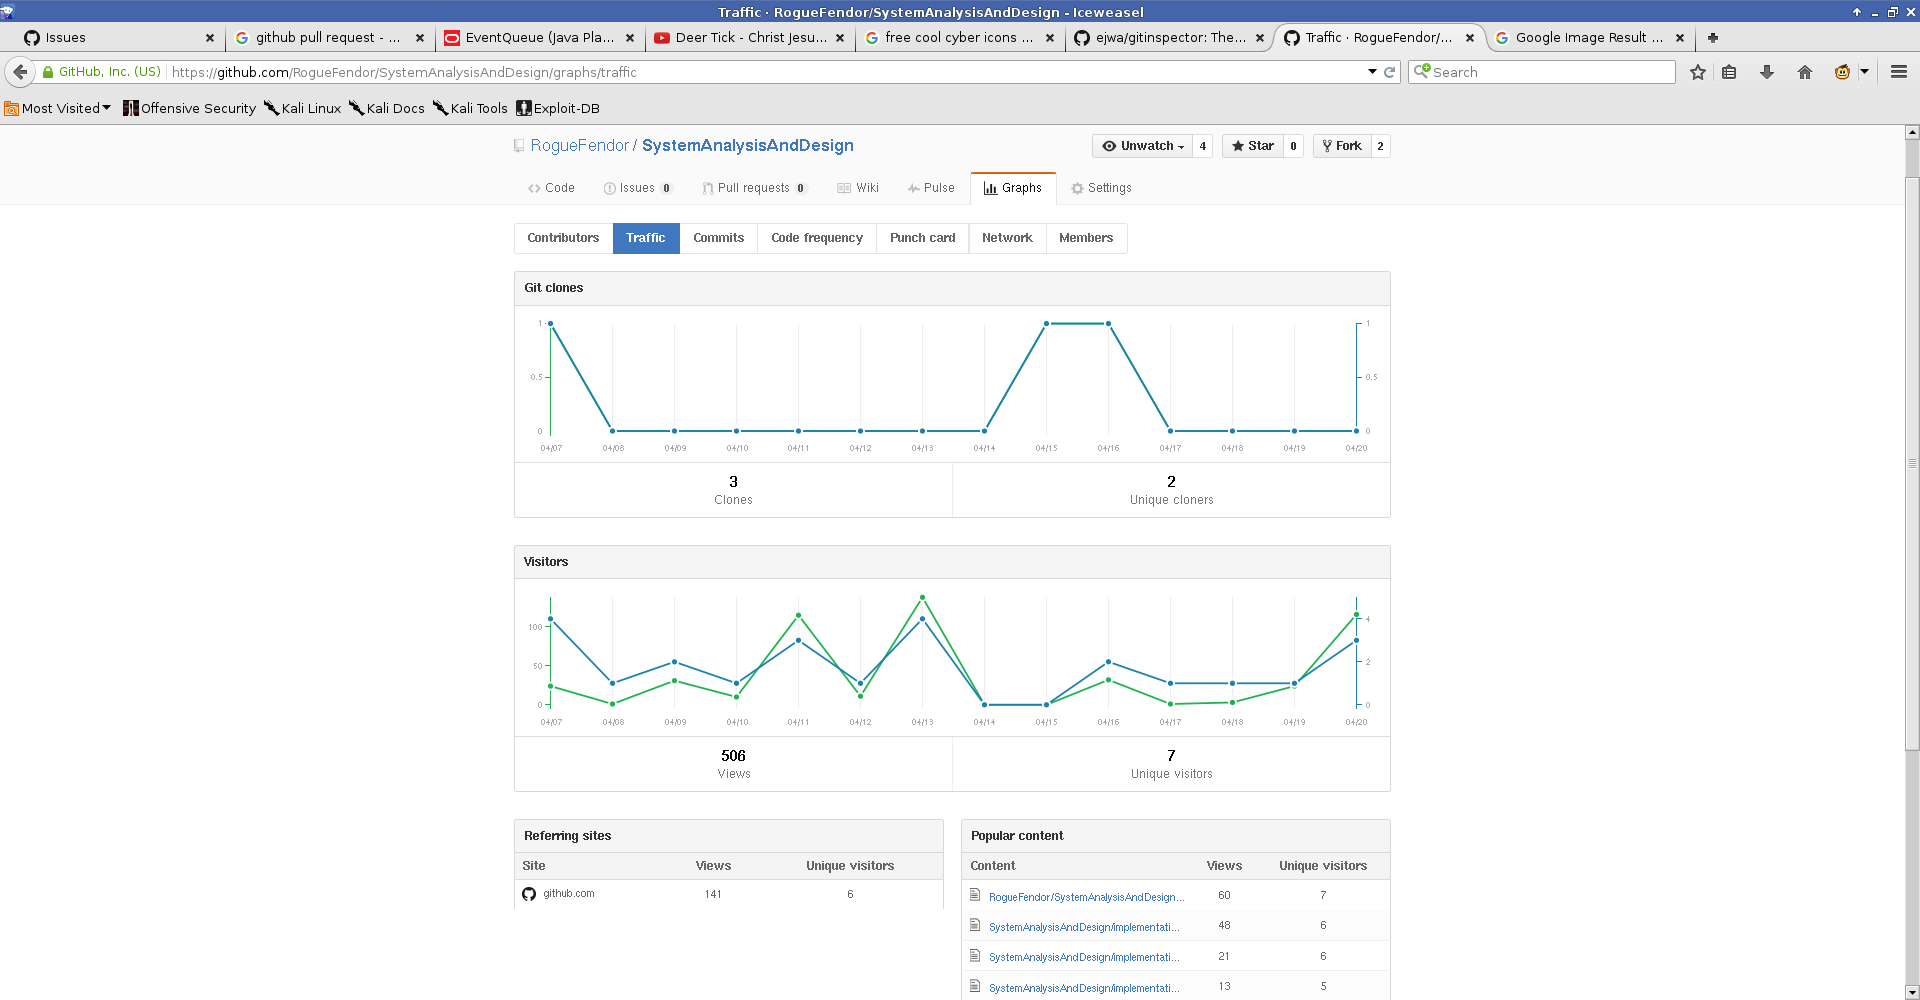 Traffic · RogueFendor/SystemAnalysisAndDesign - Iceweasel
Issues
github pull request - ...
EventQueue (Java Pla...
Deer Tick - Christ Jesu...
free cool cyber icons ...
ejwa/gitinspector: The...
Traffic · RogueFendor/...
Google Image Result ...
GitHub, Inc. (US)
https://github.com/RogueFendor/SystemAnalysisAndDesign/graphs/traffic
Search
Most Visited
Offensive Security
Kali Linux
Kali Docs
Kali Tools
Exploit-DB
RogueFendor / SystemAnalysisAndDesign
Unwatch 4
Star 0
Fork 2
Code
Issues 0
Pull requests 0
Wiki
Pulse
Graphs
Settings
Contributors
Traffic
Commits
Code frequency
Punch card
Network
Members
Git clones
1
0.5
0
1
0.5
0
04/07 04/08 04/09 04/10 04/11 04/12 04/13 04/14 04/15 04/16 04/17 04/18 04/19 04/20
3
Clones
2
Unique cloners
Visitors
100
50
0
4
2
0
04/07 04/08 04/09 04/10 04/11 04/12 04/13 04/14 04/15 04/16 04/17 04/18 04/19 04/20
506
Views
7
Unique visitors
Referring sites
Site Views Unique visitors
github.com 141 6
Popular content
Content Views Unique visitors
RogueFendor/SystemAnalysisAndDesign... 60 7
SystemAnalysisAndDesign/implementati... 48 6
SystemAnalysisAndDesign/implementati... 21 6
SystemAnalysisAndDesign/implementati... 13 5